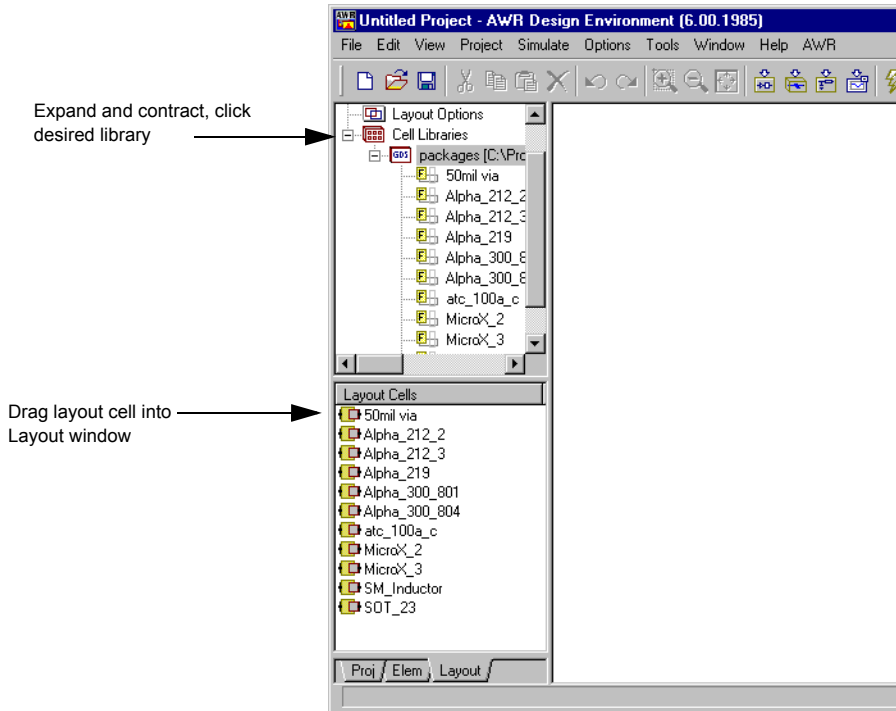 Untitled Project - AWR Design Environment (6.00.1985)
File Edit View Project Simulate Options Tools Window Help AWR
Expand and contract, click
desired library
Layout Options
Cell Libraries
GDS packages [C:\Pro
F 50mil via
F Alpha_212_2
F Alpha_212_3
F Alpha_219
F Alpha_300_8
F Alpha_300_8
F atc_100a_c
F MicroX_2
F MicroX_3
Drag layout cell into
Layout window
Layout Cells
50mil via
Alpha_212_2
Alpha_212_3
Alpha_219
Alpha_300_801
Alpha_300_804
atc_100a_c
MicroX_2
MicroX_3
SM_Inductor
SOT_23
Proj Elem Layout